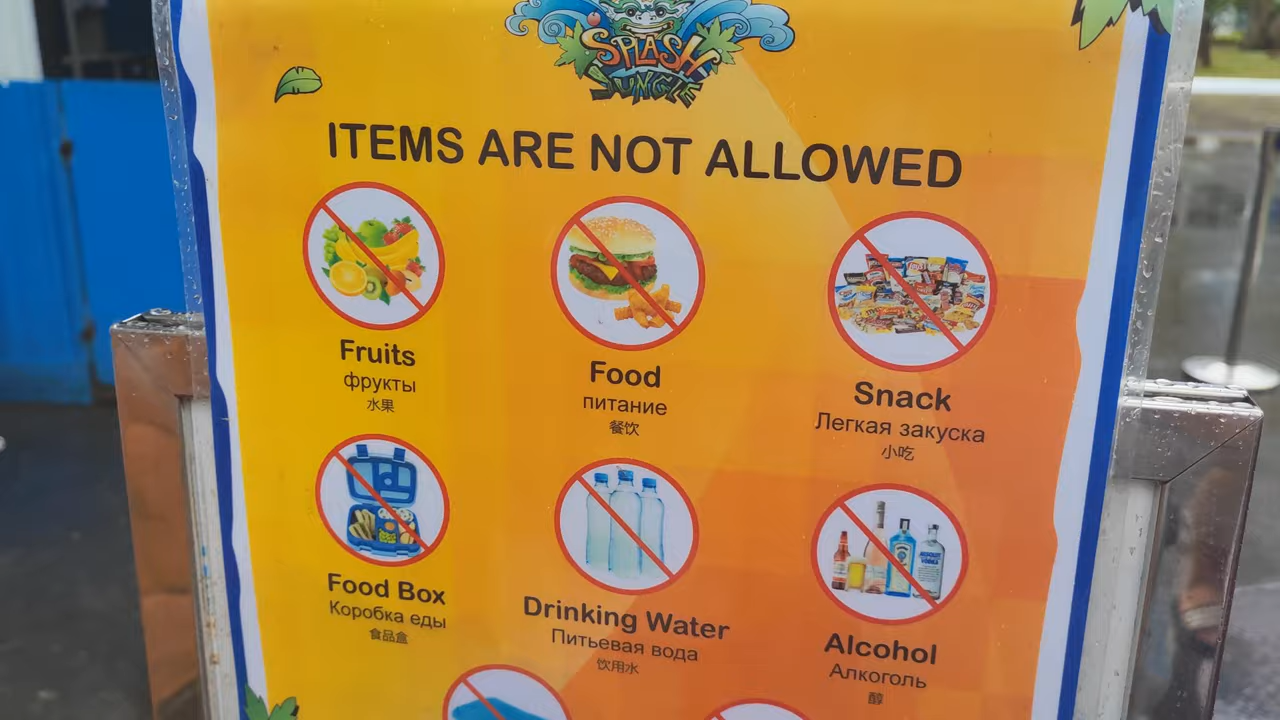 SPLASH
JUNGLE
ITEMS ARE NOT ALLOWED
Fruits
фрукты
水果
Food
питание
餐饮
Snack
Легкая закуска
小吃
Food Box
Коробка еды
食品盒
Drinking Water
Питьевая вода
饮用水
Alcohol
Алкоголь
醇